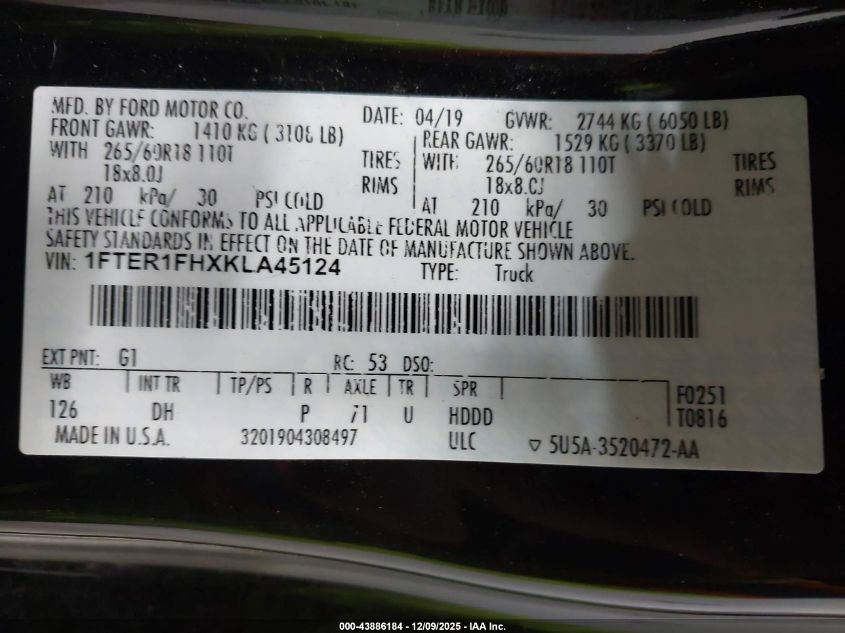 MFD. BY FORD MOTOR CO. DATE: 04/19 GVWR: 2744 KG ( 6050 LB)
FRONT GAWR: 1410 KG ( 3108 LB) REAR GAWR: 1529 KG ( 3370 LB)
WITH 265/60R18 110T TIRES WITH 265/60R18 110T TIRES
18x8.0J RIMS 18x8.0J RIMS
AT 210 kPa/ 30 PSI COLD AT 210 kPa/ 30 PSI COLD
THIS VEHICLE CONFORMS TO ALL APPLICABLE FEDERAL MOTOR VEHICLE
SAFETY STANDARDS IN EFFECT ON THE DATE OF MANUFACTURE SHOWN ABOVE.
VIN: 1FTER1FHXKLA45124 TYPE: Truck
EXT PNT: G1 RC: 53 DSO:
WB INT TR TP/PS R AXLE TR SPR F0251
126 DH P 71 U HDDD T0816
MADE IN U.S.A. 3201904308497 ULC 5U5A-3520472-AA
000-43886184 - 12/09/2025 - IAA Inc.